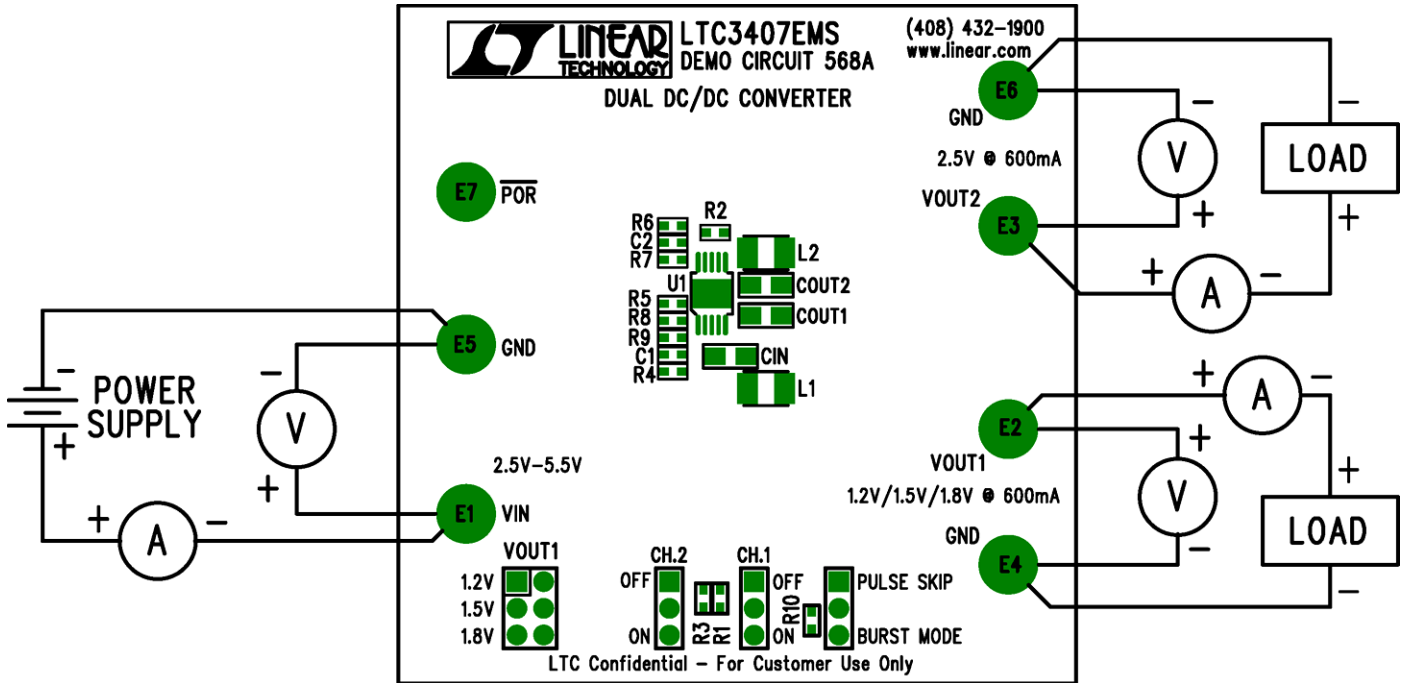 LINEAR
TECHNOLOGY
LTC3407EMS
DEMO CIRCUIT 568A
(408) 432-1900
www.linear.com
DUAL DC/DC CONVERTER
E6
GND
-
V
+
-
LOAD
+
2.5V @ 600mA
VOUT2
E3
+
A
-
E7
POR
R6
C2
R7
R2
L2
U1
COUT2
COUT1
R5
R8
R9
C1
R4
CIN
L1
E5
GND
-
POWER
SUPPLY
+
-
V
+
2.5V-5.5V
E1
VIN
+
A
-
+
A
-
E2
VOUT1
+
V
-
+
LOAD
-
1.2V/1.5V/1.8V @ 600mA
GND
E4
VOUT1
1.2V
1.5V
1.8V
CH.2
OFF
ON
R3
R1
CH.1
OFF
ON
R10
PULSE SKIP
BURST MODE
LTC Confidential - For Customer Use Only